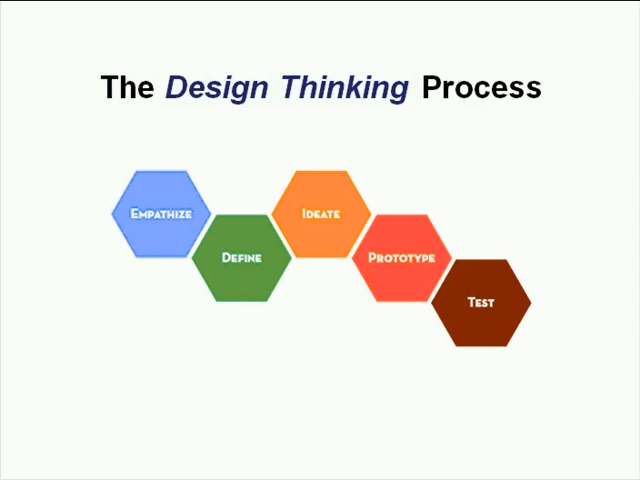 The Design Thinking Process
EMPATHIZE
DEFINE
IDEATE
PROTOTYPE
TEST